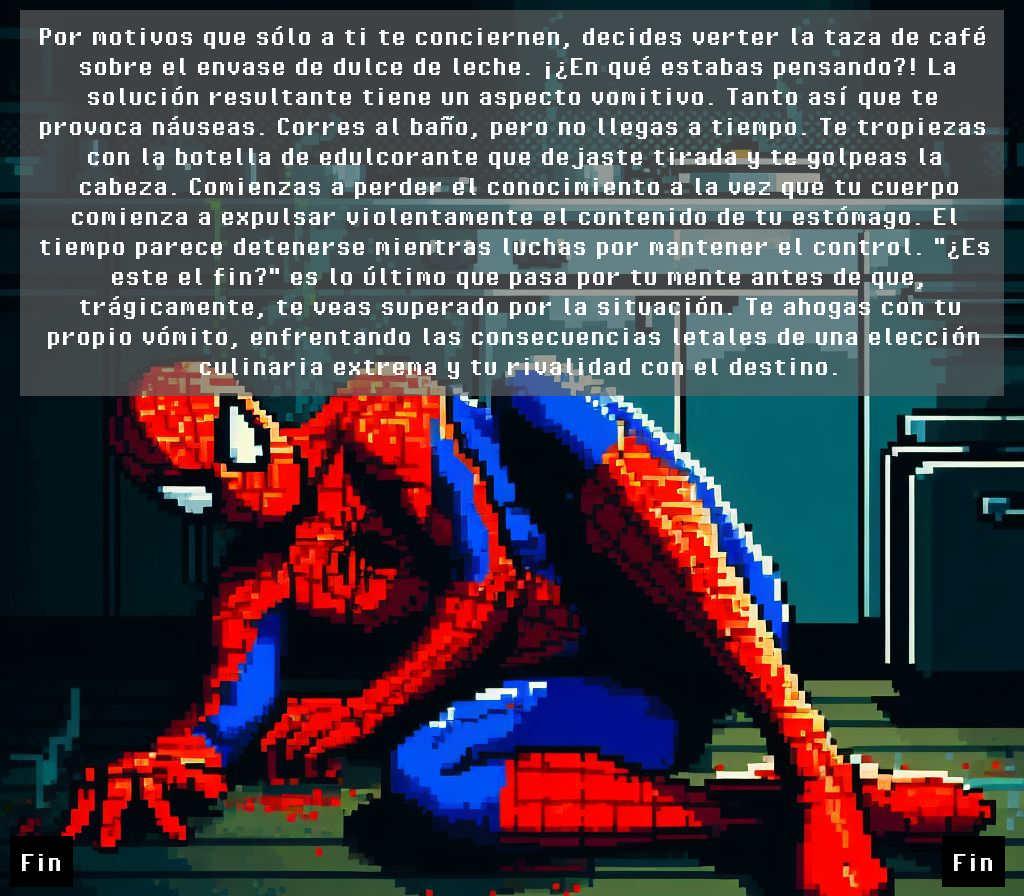 Por motivos que sólo a ti te conciernen, decides verter la taza de café
sobre el envase de dulce de leche. ¡¿En qué estabas pensando?! La
solución resultante tiene un aspecto vomitivo. Tanto así que te
provoca náuseas. Corres al baño, pero no llegas a tiempo. Te tropiezas
con la botella de edulcorante que dejaste tirada y te golpeas la
cabeza. Comienzas a perder el conocimiento a la vez que tu cuerpo
comienza a expulsar violentamente el contenido de tu estómago. El
tiempo parece detenerse mientras luchas por mantener el control. "¿Es
este el fin?" es lo último que pasa por tu mente antes de que,
trágicamente, te veas superado por la situación. Te ahogas con tu
propio vómito, enfrentando las consecuencias letales de una elección
culinaria extrema y tu rivalidad con el destino.
Fin
Fin